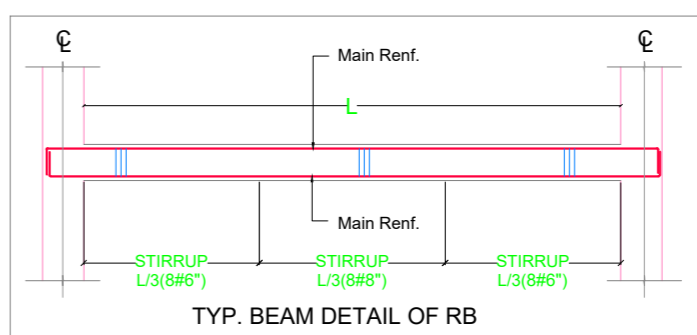 ℄ ℄
Main Renf.
L
Main Renf.
STIRRUP STIRRUP STIRRUP
L/3(8#6") L/3(8#8") L/3(8#6")
TYP. BEAM DETAIL OF RB